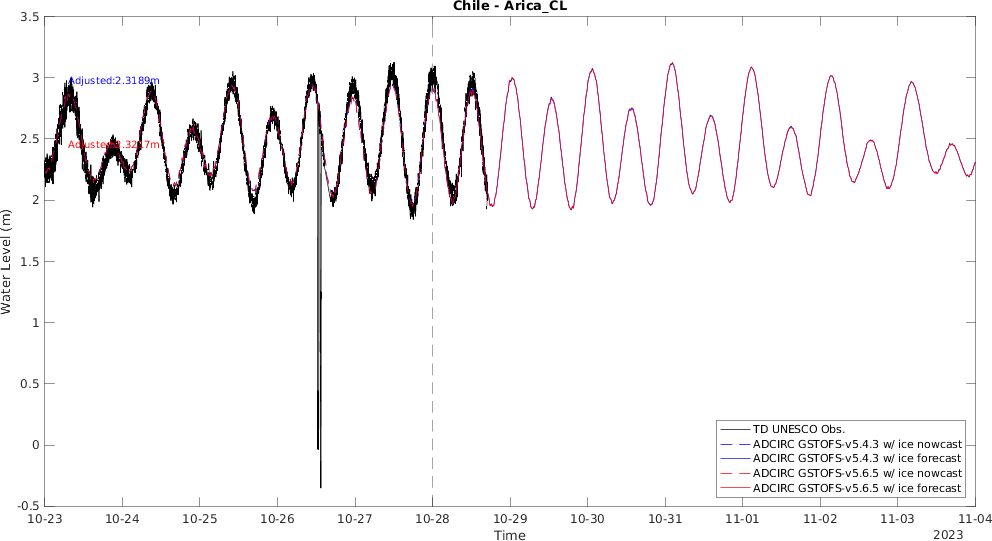 Chile - Arica_CL
3.5
3
2.5
2
1.5
1
0.5
0
-0.5
Water Level (m)
Adjusted:2.3189m
TD UNESCO Obs.
ADCIRC GSTOFS-v5.4.3 w/ ice nowcast
ADCIRC GSTOFS-v5.4.3 w/ ice forecast
ADCIRC GSTOFS-v5.6.5 w/ ice nowcast
ADCIRC GSTOFS-v5.6.5 w/ ice forecast
10-23 10-24 10-25 10-26 10-27 10-28 10-29 10-30 10-31 11-01 11-02 11-03 11-04
Time
2023